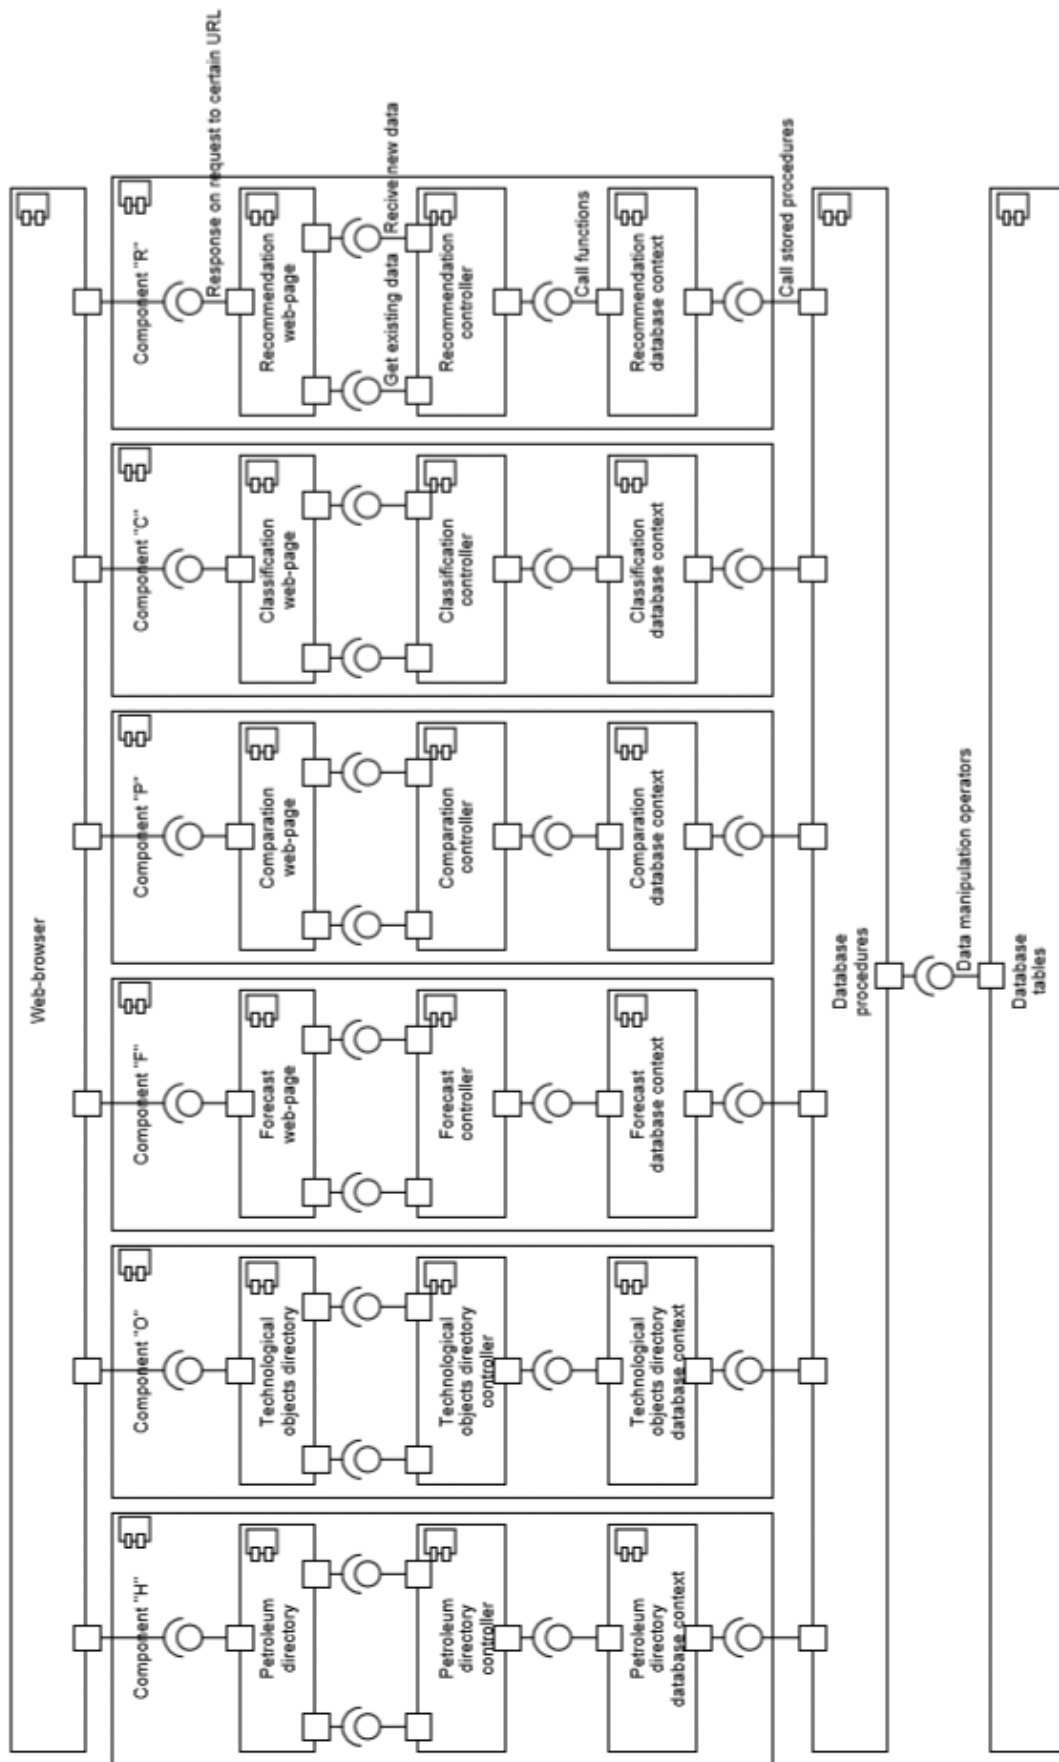 Web-browser
Component "H"
Component "O"
Component "F"
Component "P"
Component "C"
Component "R"
Response on request to certain URL
Petroleum
directory
Technological
objects directory
Forecast
web-page
Comparation
web-page
Classification
web-page
Recommendation
web-page
Get existing data
Recive new data
Petroleum
directory
controller
Technological
objects directory
controller
Forecast
controller
Comparation
controller
Classification
controller
Recommendation
controller
Call functions
Petroleum
directory
database context
Technological
objects directory
database context
Forecast
database context
Comparation
database context
Classification
database context
Recommendation
database context
Call stored procedures
Database
procedures
Data manipulation operators
Database
tables